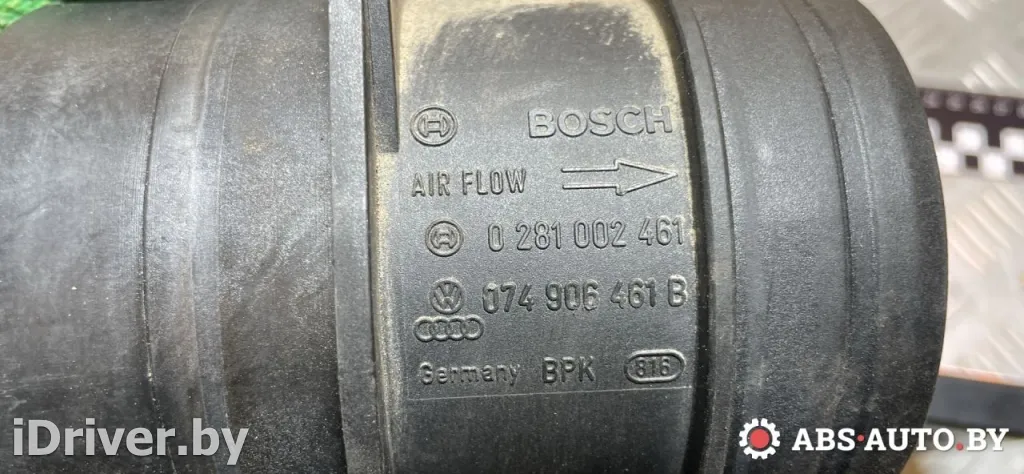 BOSCH
AIR FLOW
0 281 002 461
074 906 461 B
Germany BPK 816
iDriver.by
ABS-AUTO.BY